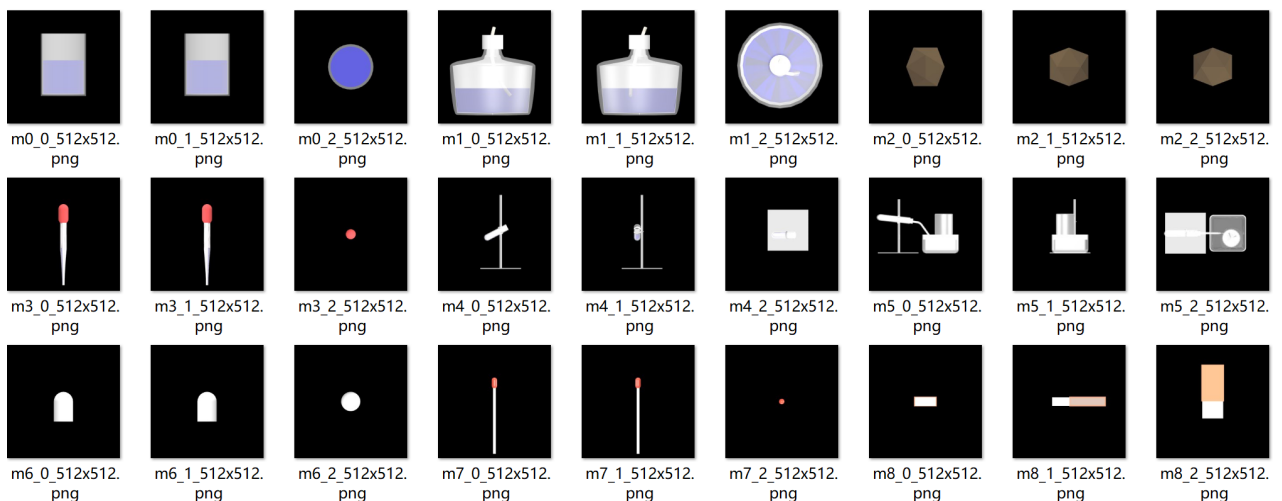 m0_0_512x512.png
m0_1_512x512.png
m0_2_512x512.png
m1_0_512x512.png
m1_1_512x512.png
m1_2_512x512.png
m2_0_512x512.png
m2_1_512x512.png
m2_2_512x512.png
m3_0_512x512.png
m3_1_512x512.png
m3_2_512x512.png
m4_0_512x512.png
m4_1_512x512.png
m4_2_512x512.png
m5_0_512x512.png
m5_1_512x512.png
m5_2_512x512.png
m6_0_512x512.png
m6_1_512x512.png
m6_2_512x512.png
m7_0_512x512.png
m7_1_512x512.png
m7_2_512x512.png
m8_0_512x512.png
m8_1_512x512.png
m8_2_512x512.png